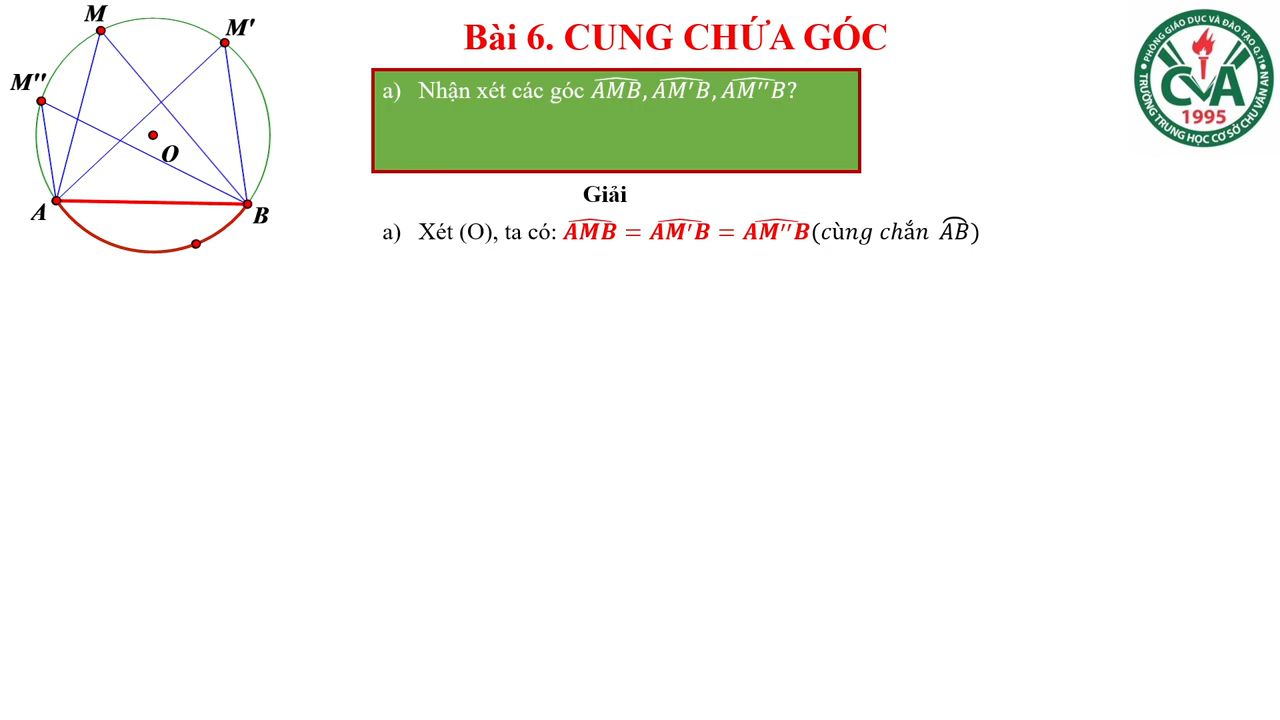 Bài 6. CUNG CHỨA GÓC
a) Nhận xét các góc AMB, AM'B, AM''B?
Giải
a) Xét (O), ta có: AMB = AM'B = AM''B(cùng chắn AB)
M
M'
M''
O
A
B
PHÒNG GIÁO DỤC VÀ ĐÀO TẠO Q.11
CVA
1995
TRƯỜNG TRUNG HỌC CƠ SỞ CHU VĂN AN